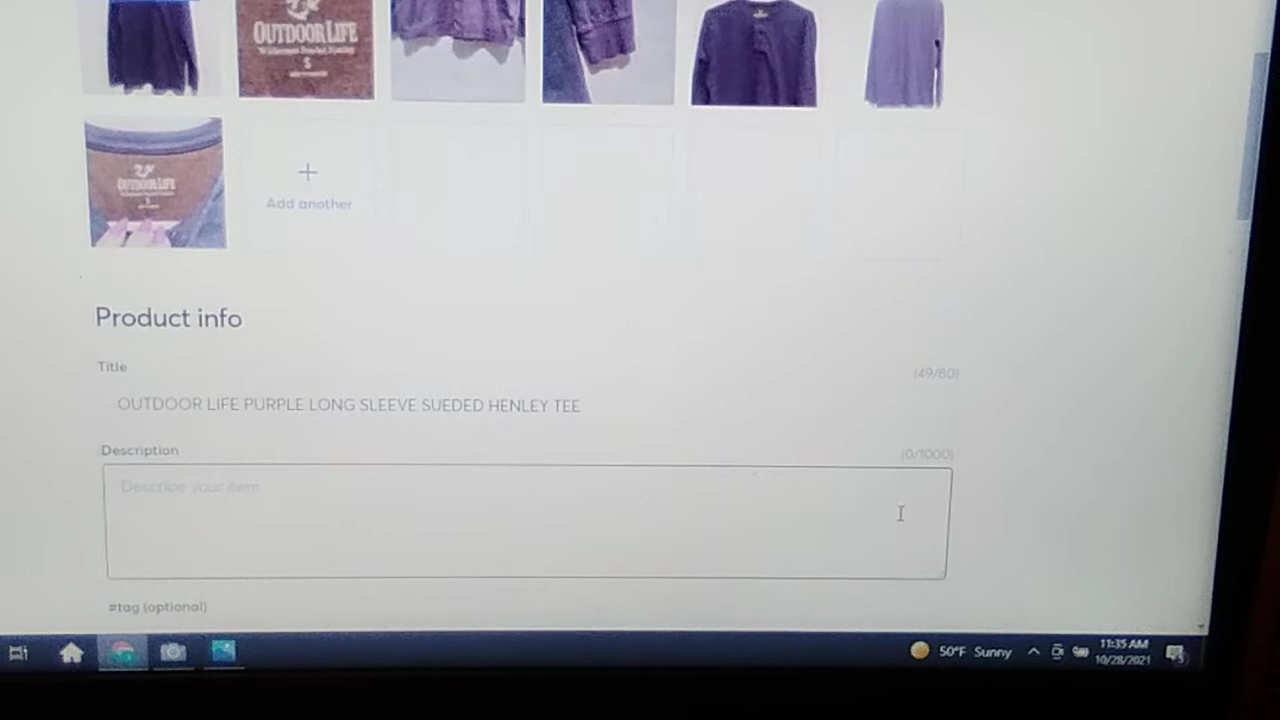 OUTDOOR LIFE
S
OUTDOOR LIFE
S
Add another
Product info
Title
(49/80)
OUTDOOR LIFE PURPLE LONG SLEEVE SUEDED HENLEY TEE
Description
(0/1000)
Describe your item
#tag (optional)
50°F Sunny
11:35 AM
10/28/2021